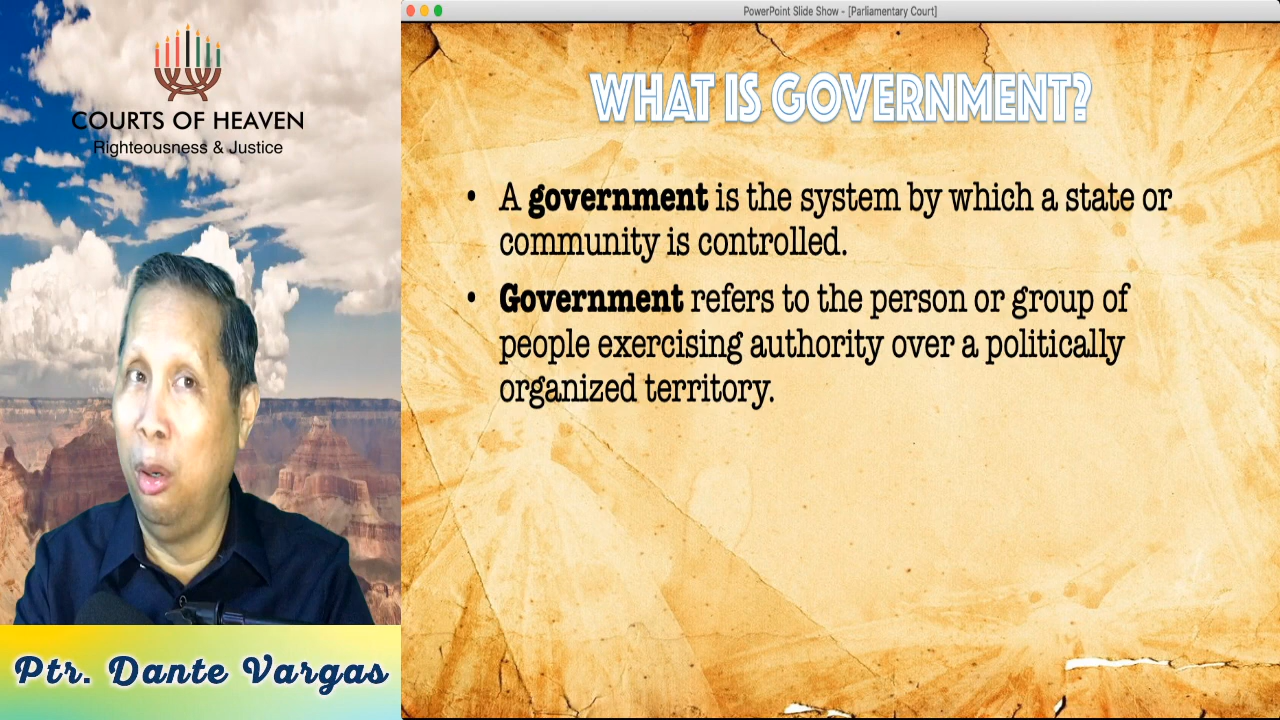 COURTS OF HEAVEN
Righteousness & Justice
Ptr. Dante Vargas
PowerPoint Slide Show - [Parliamentary Court]
WHAT IS GOVERNMENT?
• A government is the system by which a state or
community is controlled.
• Government refers to the person or group of
people exercising authority over a politically
organized territory.